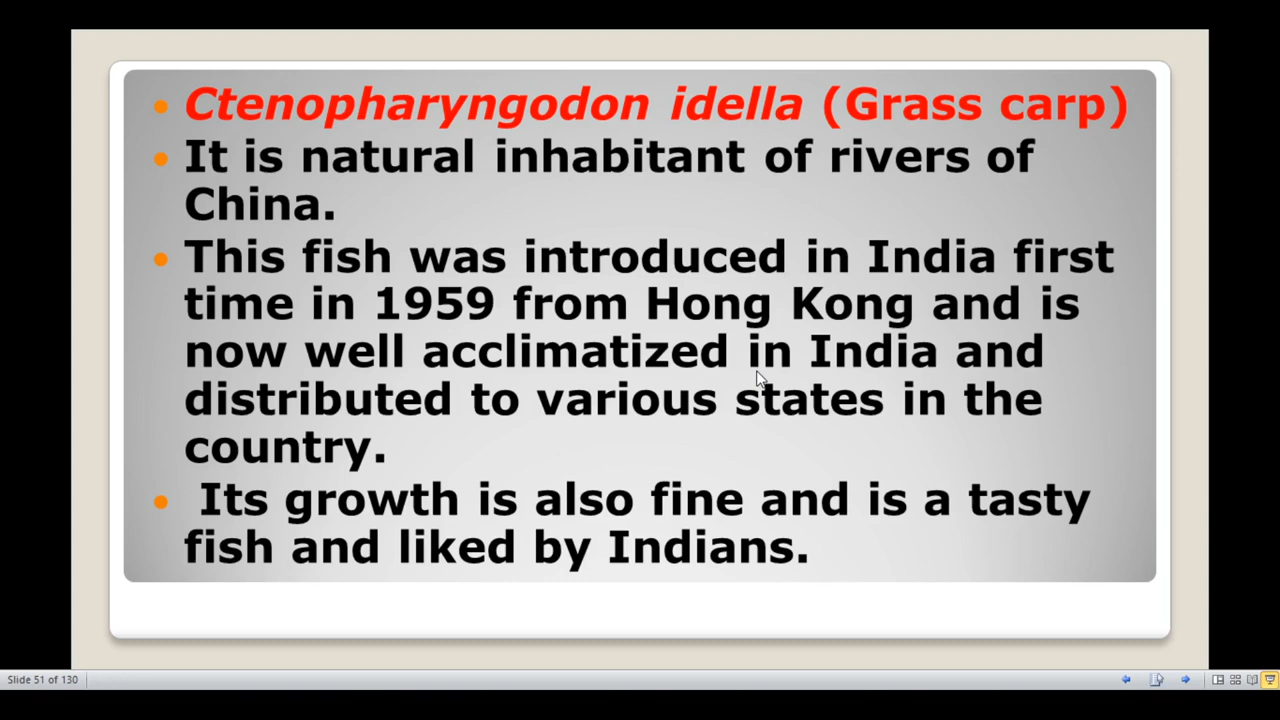 • Ctenopharyngodon idella (Grass carp)
• It is natural inhabitant of rivers of
China.
• This fish was introduced in India first
time in 1959 from Hong Kong and is
now well acclimatized in India and
distributed to various states in the
country.
• Its growth is also fine and is a tasty
fish and liked by Indians.
Slide 51 of 130